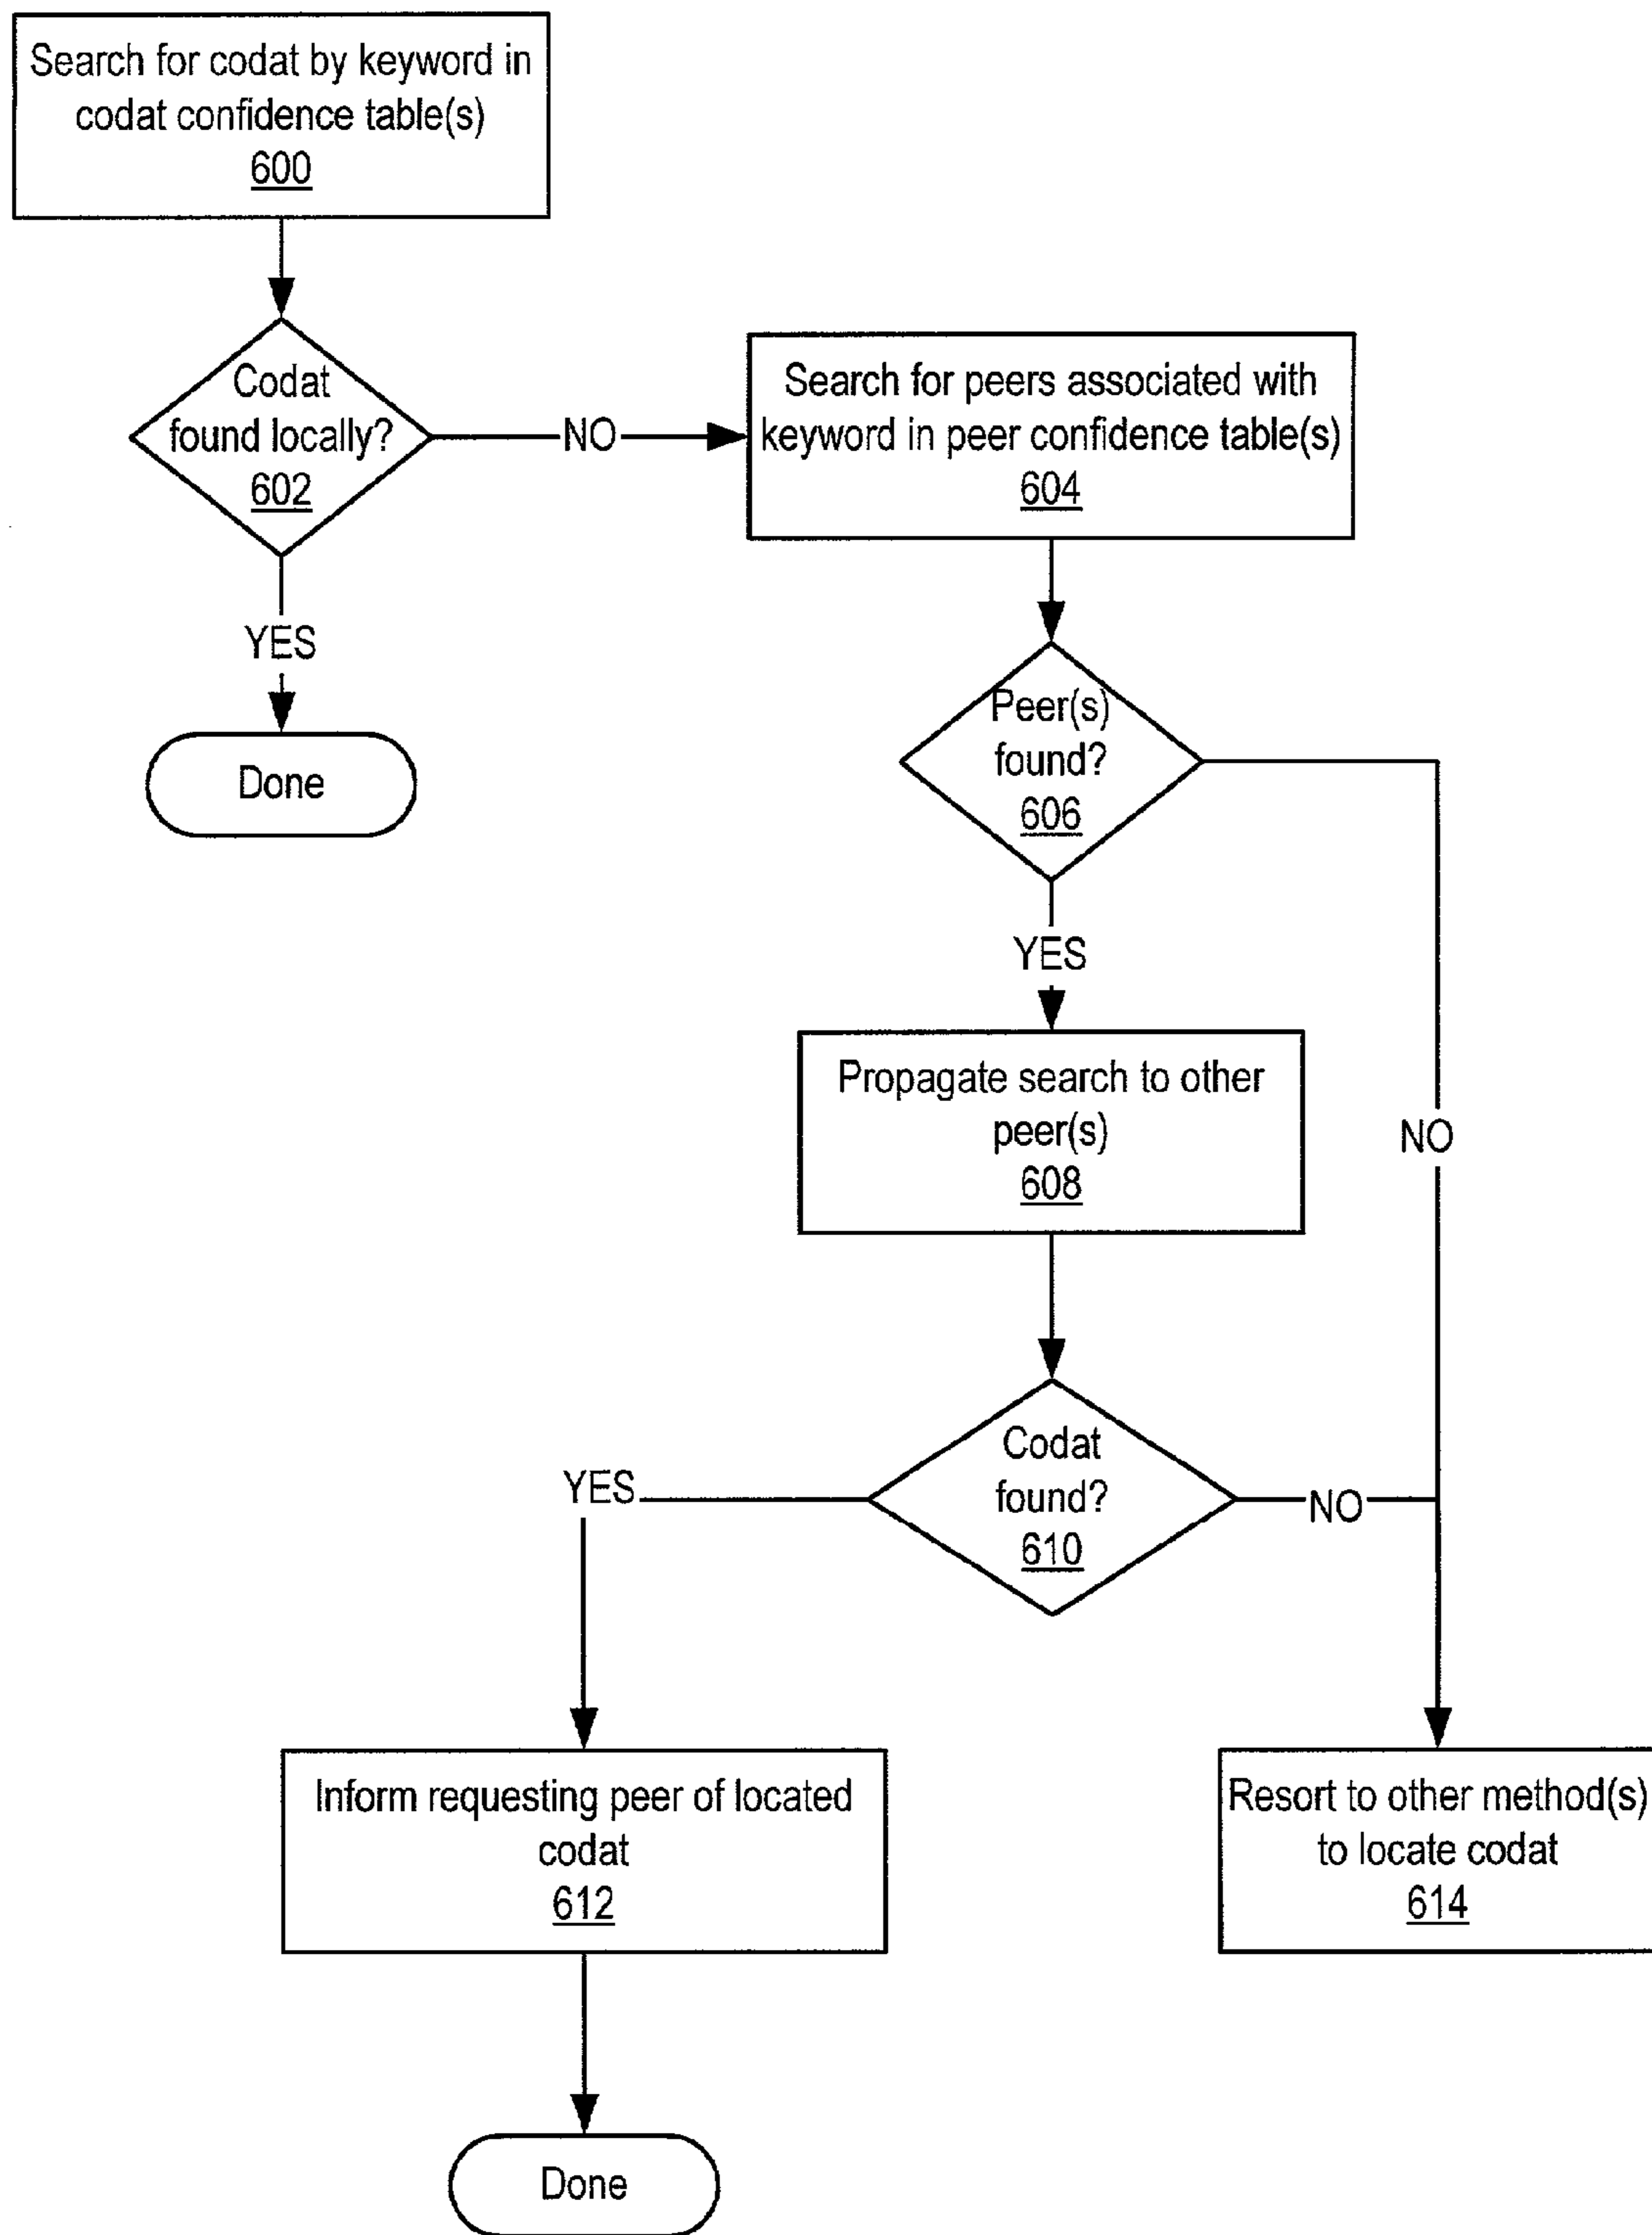 Search for codat by keyword in
codat confidence table(s)
600
Codat
found locally?
602
NO
Search for peers associated with
keyword in peer confidence table(s)
604
YES
Done
Peer(s)
found?
606
YES
Propagate search to other
peer(s)
608
NO
Codat
found?
610
YES
NO
Inform requesting peer of located
codat
612
Resort to other method(s)
to locate codat
614
Done